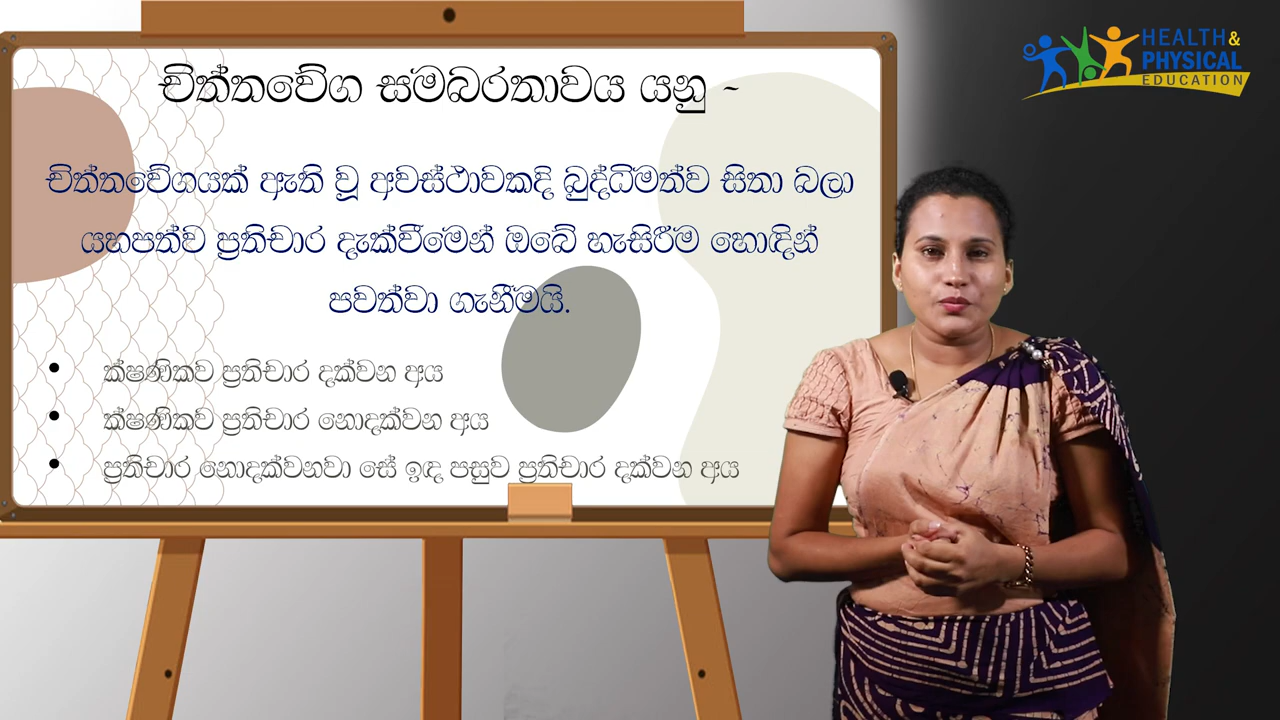 චිත්තවේග සමබරතාවය යනු ~
චිත්තවේගයක් ඇති වූ අවස්ථාවකදි බුද්ධිමත්ව සිතා බලා
යහපත්ව ප්‍රතිචාර දැක්වීමෙන් ඔබේ හැසිරීම හොඳින්
පවත්වා ගැනීමයි.
• ක්ෂණිකව ප්‍රතිචාර දක්වන අය
• ක්ෂණිකව ප්‍රතිචාර නොදක්වන අය
• ප්‍රතිචාර නොදක්වනවා සේ ඉඳ පසුව ප්‍රතිචාර දක්වන අය
HEALTH&
PHYSICAL
EDUCATION